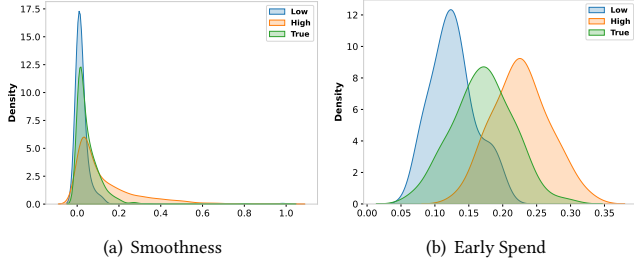 17.5
15.0
12.5
10.0
7.5
5.0
2.5
0.0
Density
0.0 0.2 0.4 0.6 0.8 1.0
Low
High
True
(a) Smoothness
12
10
8
6
4
2
0
Density
0.00 0.05 0.10 0.15 0.20 0.25 0.30 0.35
Low
High
True
(b) Early Spend